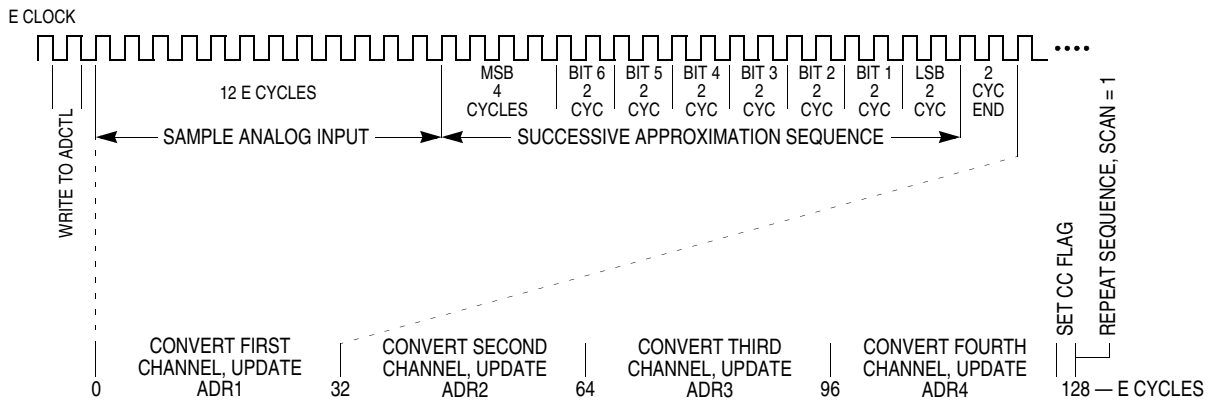 E CLOCK
12 E CYCLES
MSB
4
CYCLES
BIT 6
2
CYC
BIT 5
2
CYC
BIT 4
2
CYC
BIT 3
2
CYC
BIT 2
2
CYC
BIT 1
2
CYC
LSB
2
CYC
2
CYC
END
WRITE TO ADCTL
SAMPLE ANALOG INPUT
SUCCESSIVE APPROXIMATION SEQUENCE
SET CC FLAG
REPEAT SEQUENCE, SCAN = 1
CONVERT FIRST
CHANNEL, UPDATE
ADR1
CONVERT SECOND
CHANNEL, UPDATE
ADR2
CONVERT THIRD
CHANNEL, UPDATE
ADR3
CONVERT FOURTH
CHANNEL, UPDATE
ADR4
0
32
64
96
128 — E CYCLES